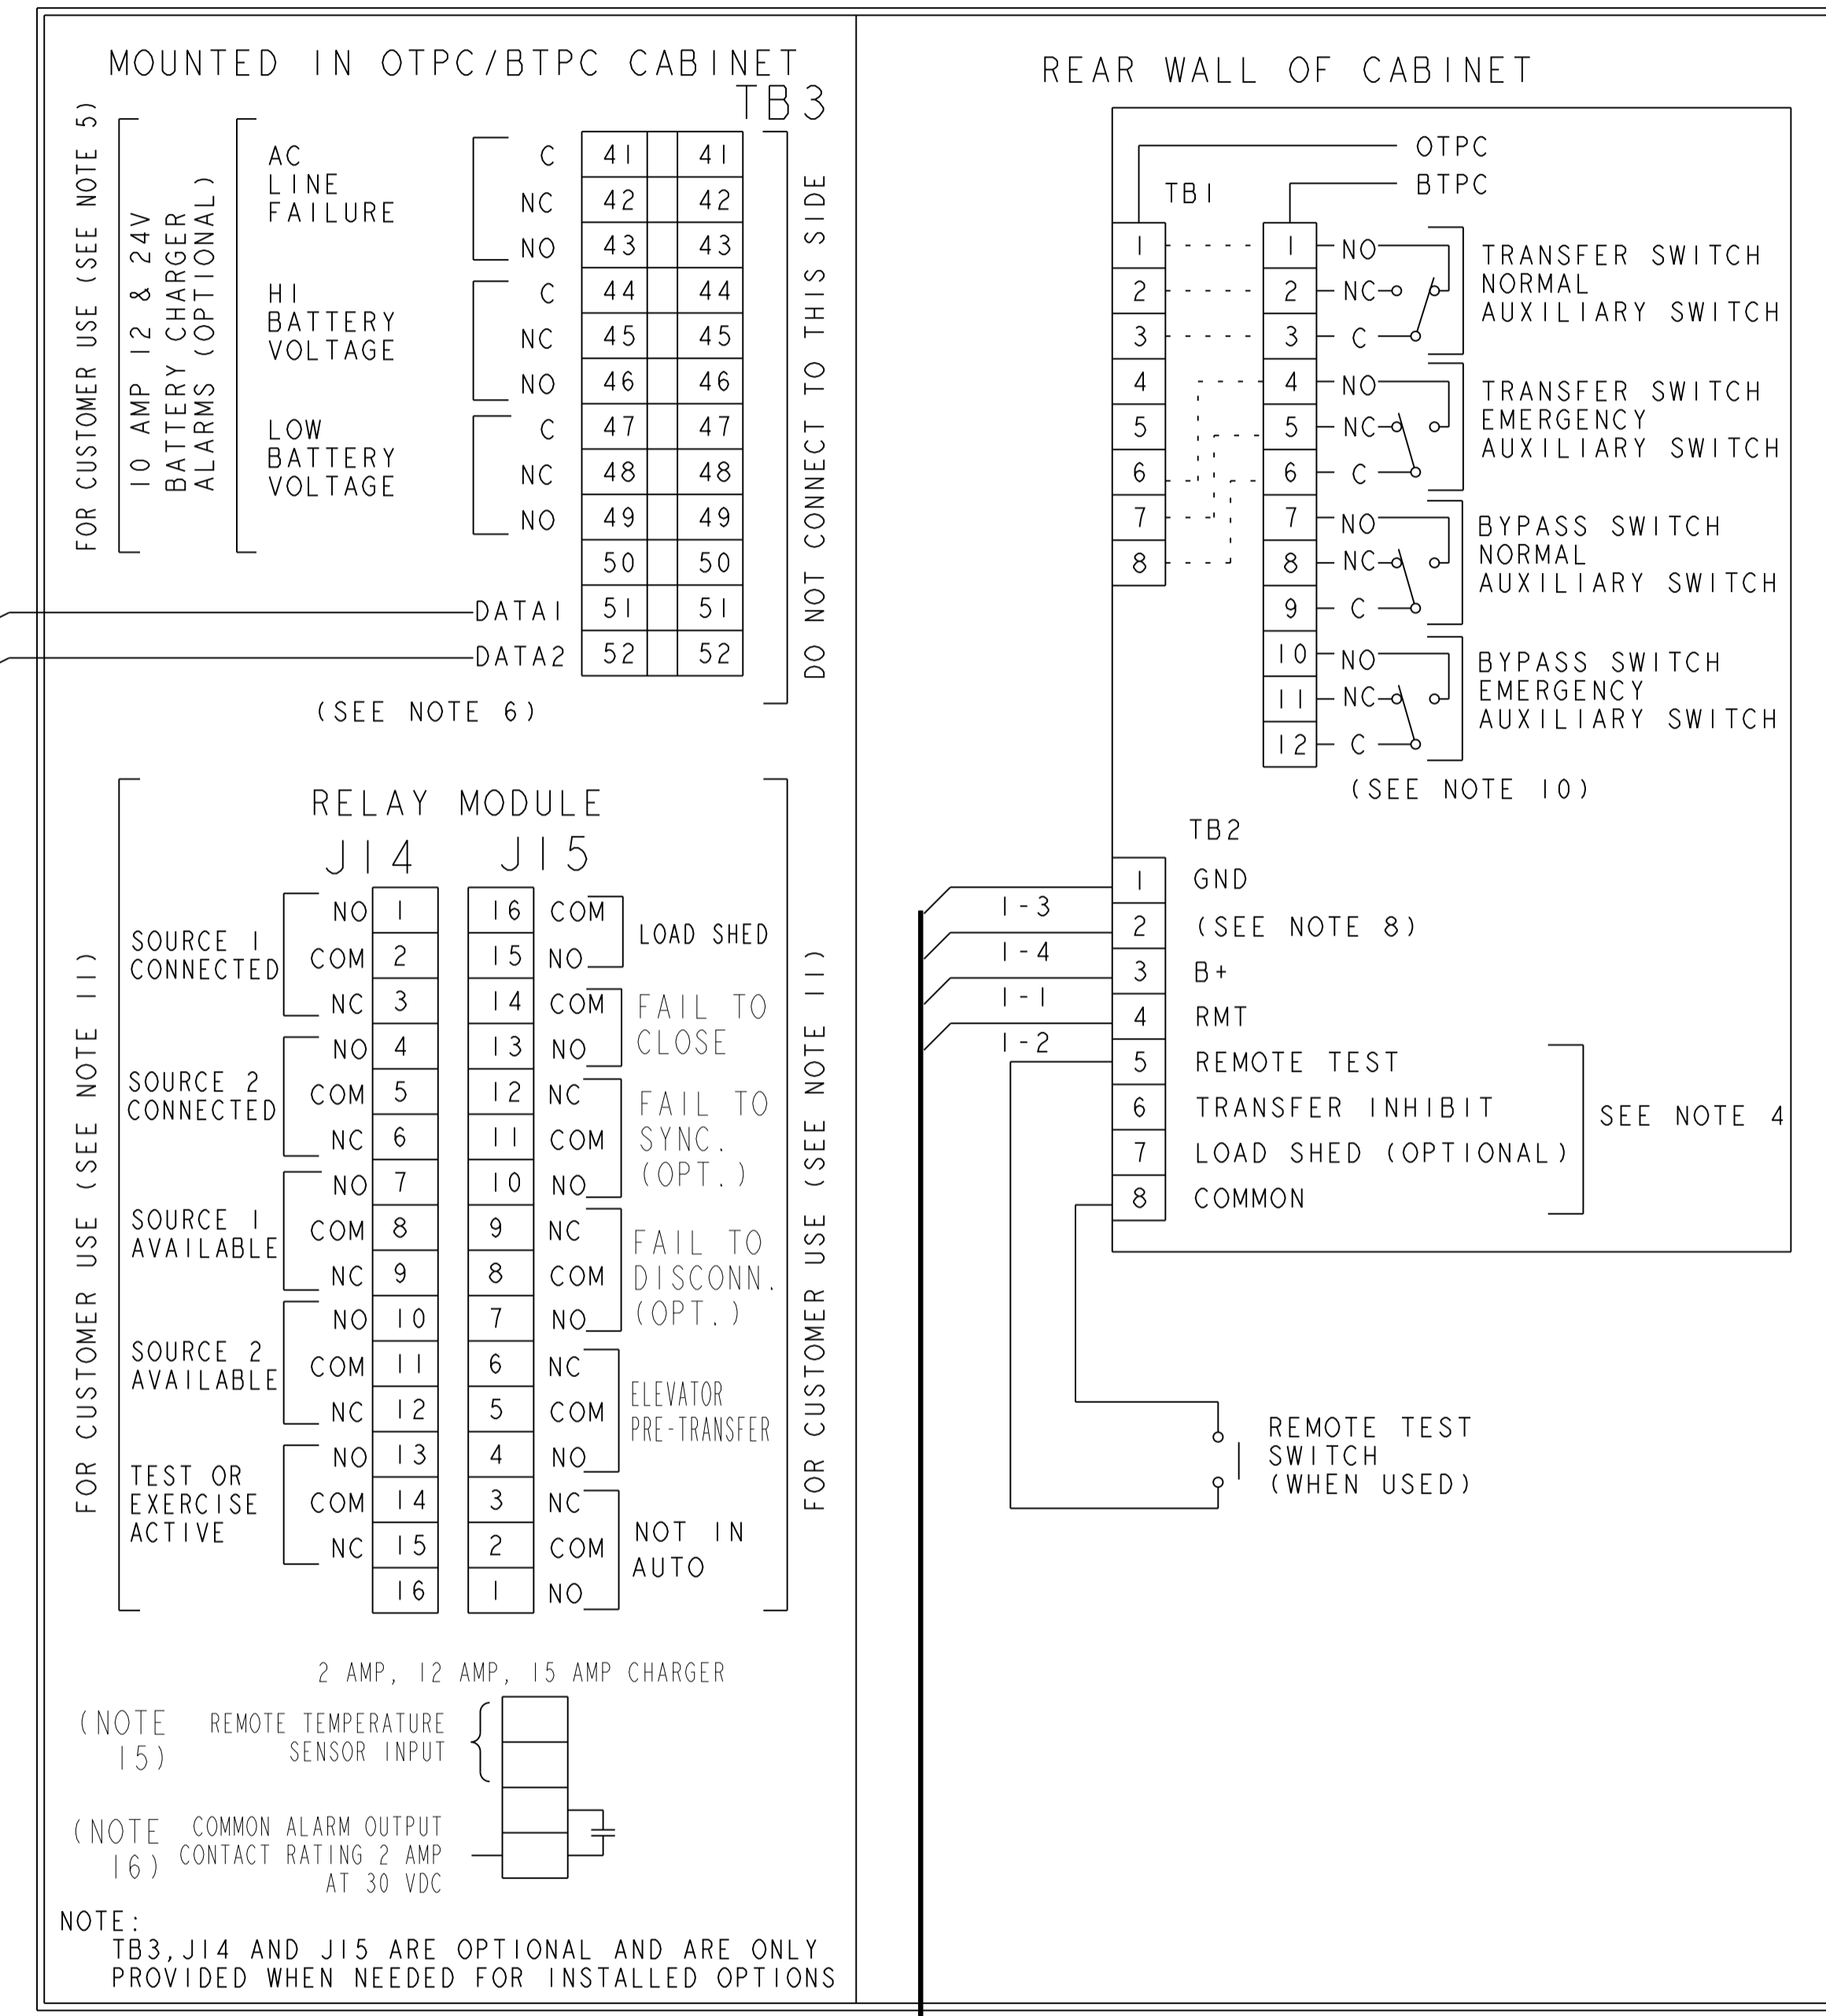 MOUNTED IN OTPC/BTPC CABINET
TB3
FOR CUSTOMER USE (SEE NOTE 5)
10 AMP 12 & 24V
BATTERY CHARGER
ALARMS (OPTIONAL)
AC
LINE
FAILURE
C 41 41
NC 42 42
NO 43 43
HI
BATTERY
VOLTAGE
C 44 44
NC 45 45
NO 46 46
LOW
BATTERY
VOLTAGE
C 47 47
NC 48 48
NO 49 49
50 50
DATA1 51 51
DATA2 52 52
DO NOT CONNECT TO THIS SIDE
(SEE NOTE 6)
RELAY MODULE
J14 J15
FOR CUSTOMER USE (SEE NOTE 11)
SOURCE 1
CONNECTED
NO 1
COM 2
NC 3
SOURCE 2
CONNECTED
NO 4
COM 5
NC 6
SOURCE 1
AVAILABLE
NO 7
COM 8
NC 9
SOURCE 2
AVAILABLE
NO 10
COM 11
NC 12
TEST OR
EXERCISE
ACTIVE
NO 13
COM 14
NC 15
16
16 COM
15 NO
LOAD SHED
14 COM
13 NO
FAIL TO
CLOSE
12 NC
11 COM
10 NO
FAIL TO
SYNC.
(OPT.)
9 NC
8 COM
7 NO
FAIL TO
DISCONN.
(OPT.)
6 NC
5 COM
4 NO
ELEVATOR
PRE-TRANSFER
3 NC
2 COM
1 NO
NOT IN
AUTO
FOR CUSTOMER USE (SEE NOTE 11)
2 AMP, 12 AMP, 15 AMP CHARGER
(NOTE
15)
REMOTE TEMPERATURE
SENSOR INPUT
(NOTE
16)
COMMON ALARM OUTPUT
CONTACT RATING 2 AMP
AT 30 VDC
NOTE:
TB3,J14 AND J15 ARE OPTIONAL AND ARE ONLY
PROVIDED WHEN NEEDED FOR INSTALLED OPTIONS
REAR WALL OF CABINET
OTPC
BTPC
TB1
1
2
3
4
5
6
7
8
1 NO
2 NC
3 C
TRANSFER SWITCH
NORMAL
AUXILIARY SWITCH
4 NO
5 NC
6 C
TRANSFER SWITCH
EMERGENCY
AUXILIARY SWITCH
7 NO
8 NC
9 C
BYPASS SWITCH
NORMAL
AUXILIARY SWITCH
10 NO
11 NC
12 C
BYPASS SWITCH
EMERGENCY
AUXILIARY SWITCH
(SEE NOTE 10)
TB2
1-3 1 GND
1-4 2 (SEE NOTE 8)
1-1 3 B+
1-2 4 RMT
5 REMOTE TEST
6 TRANSFER INHIBIT
7 LOAD SHED (OPTIONAL)
8 COMMON
SEE NOTE 4
REMOTE TEST
SWITCH
(WHEN USED)